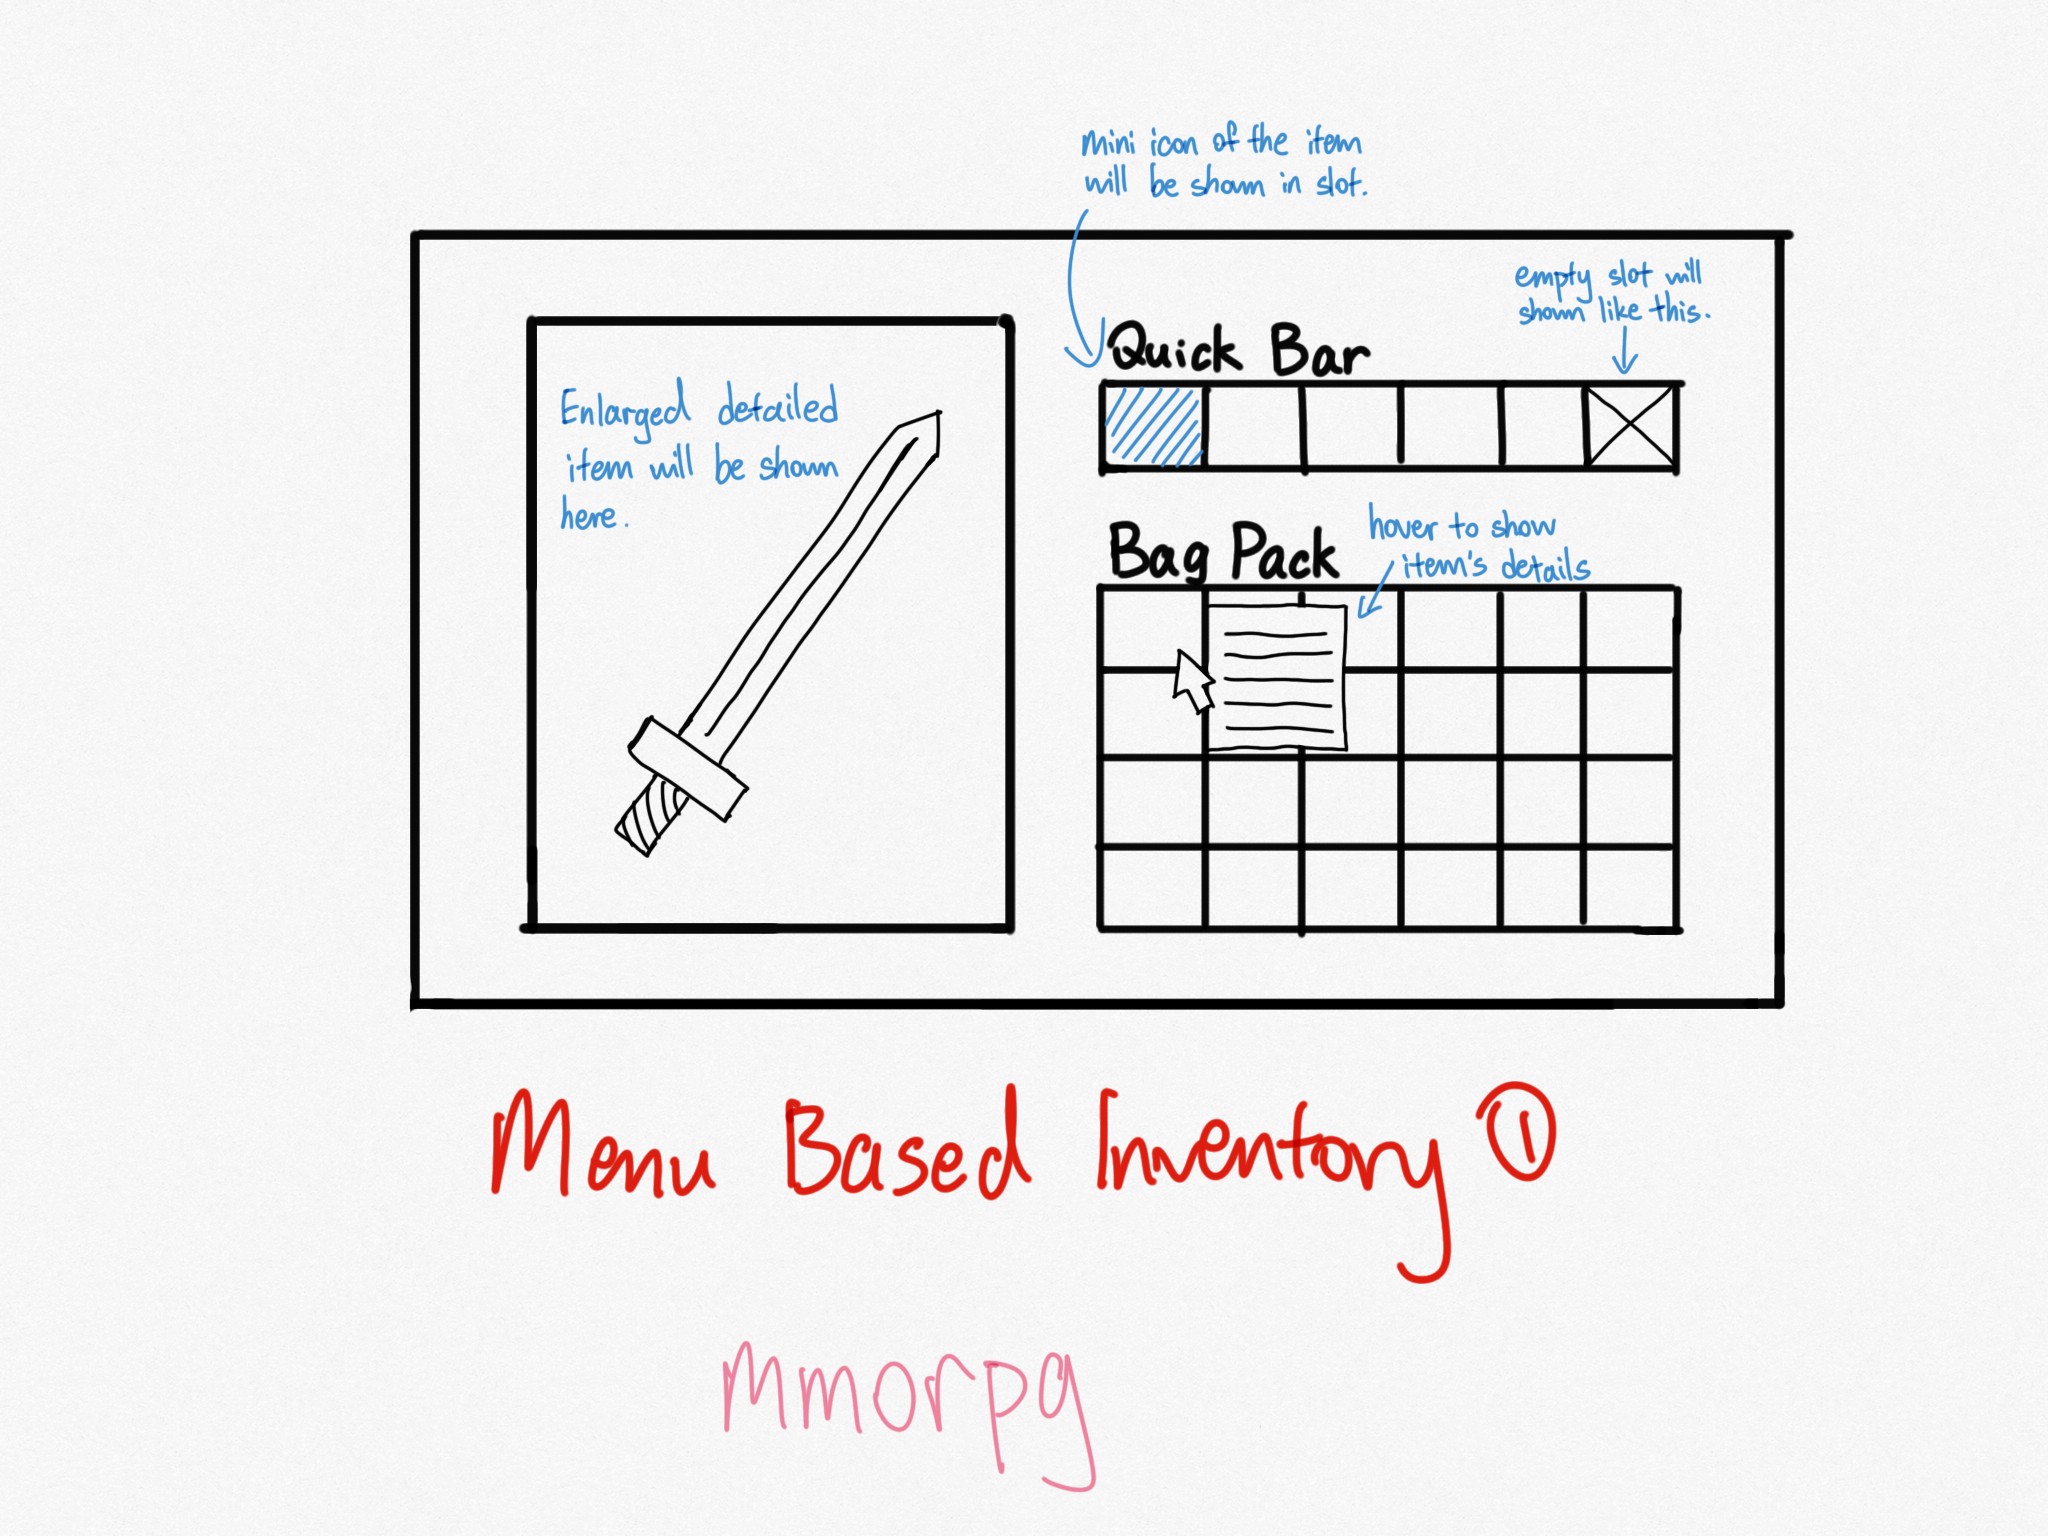 mini icon of the item
will be shown in slot.
empty slot will
shown like this.
Quick Bar
Enlarged detailed
item will be shown
here.
Bag Pack
hover to show
item's details
Menu Based Inventory ①
mmorpg